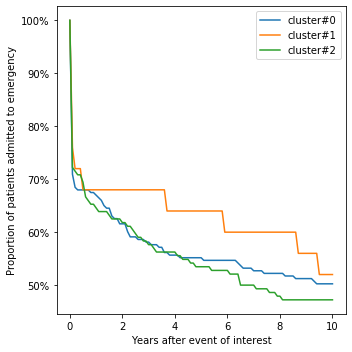 100%
90%
80%
70%
60%
50%
Proportion of patients admitted to emergency
cluster#0
cluster#1
cluster#2
0
2
4
6
8
10
Years after event of interest